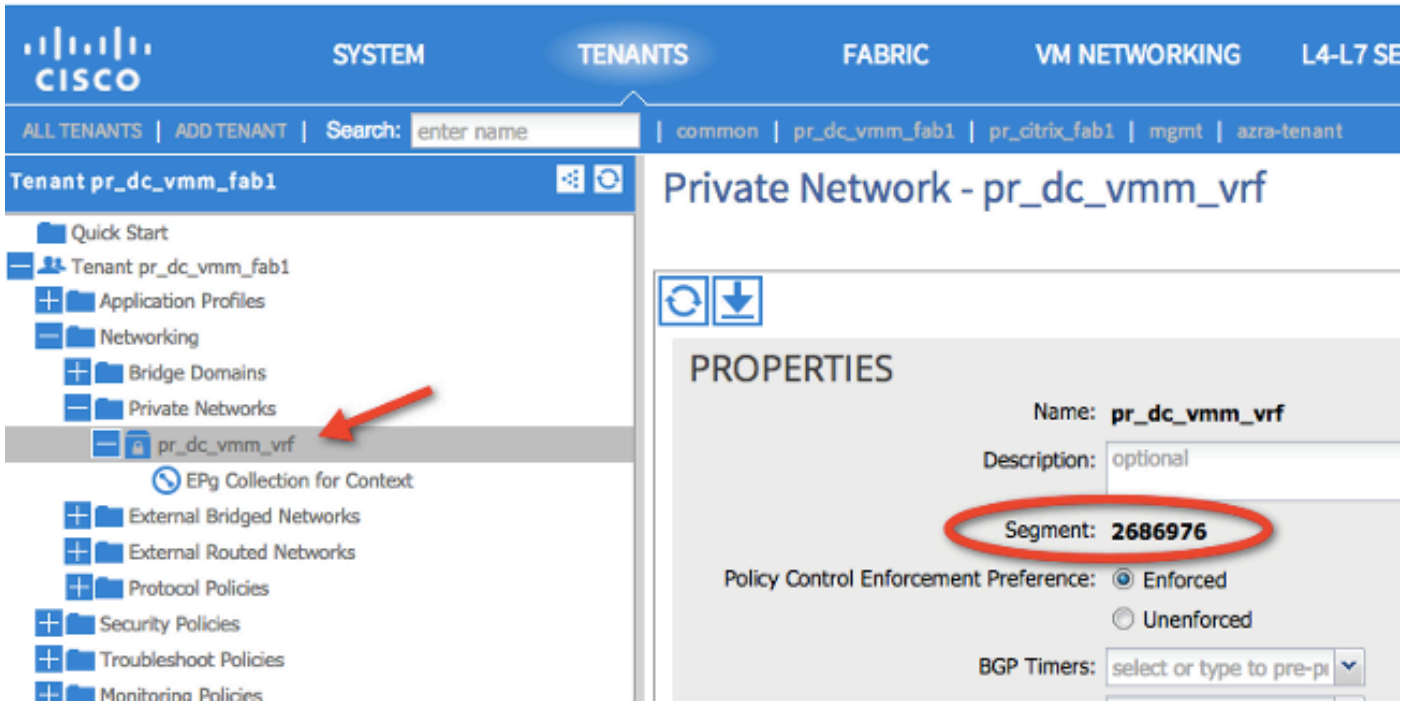 CISCO
SYSTEM TENANTS FABRIC VM NETWORKING L4-L7 SE
ALL TENANTS | ADD TENANT | Search: enter name | common | pr_dc_vmm_fab1 | pr_citrix_fab1 | mgmt | azra-tenant
Tenant pr_dc_vmm_fab1
Quick Start
Tenant pr_dc_vmm_fab1
Application Profiles
Networking
Bridge Domains
Private Networks
pr_dc_vmm_vrf
EPg Collection for Context
External Bridged Networks
External Routed Networks
Protocol Policies
Security Policies
Troubleshoot Policies
Monitoring Policies
Private Network - pr_dc_vmm_vrf
PROPERTIES
Name: pr_dc_vmm_vrf
Description: optional
Segment: 2686976
Policy Control Enforcement Preference: Enforced
Unenforced
BGP Timers: select or type to pre-p